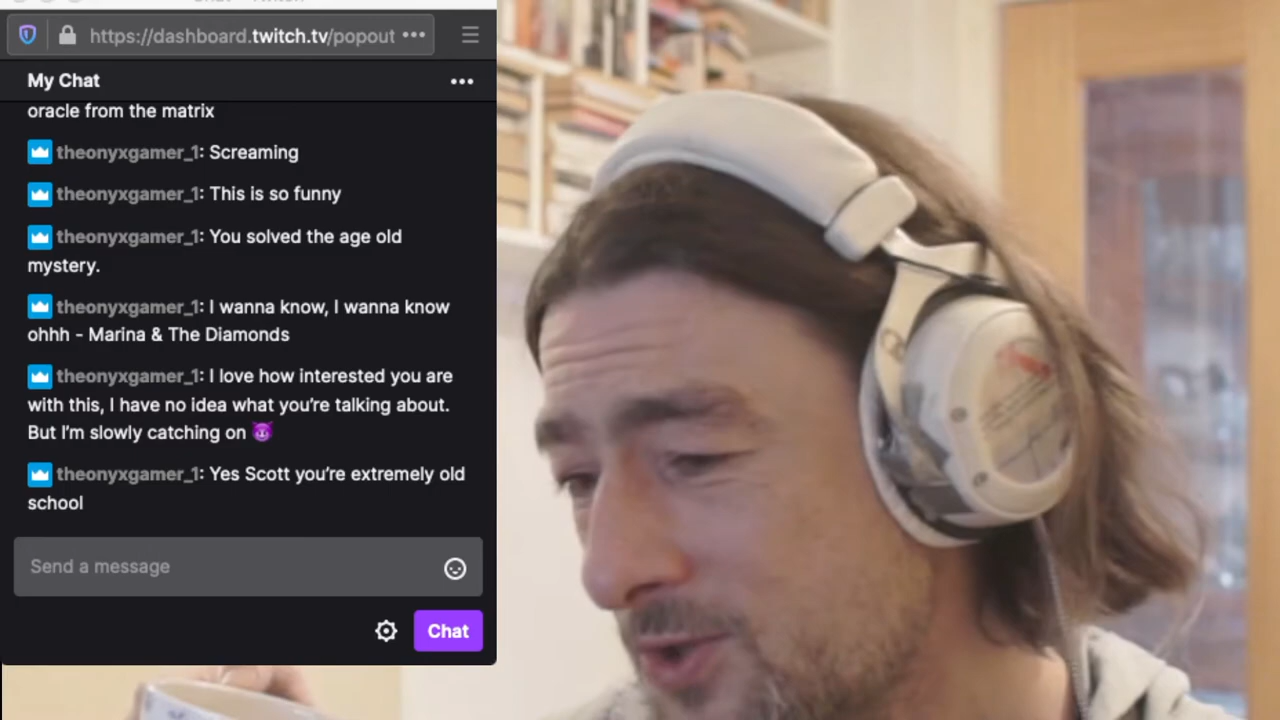 https://dashboard.twitch.tv/popout
My Chat
oracle from the matrix
theonyxgamer_1: Screaming
theonyxgamer_1: This is so funny
theonyxgamer_1: You solved the age old
mystery.
theonyxgamer_1: I wanna know, I wanna know
ohhh - Marina & The Diamonds
theonyxgamer_1: I love how interested you are
with this, I have no idea what you're talking about.
But I'm slowly catching on 😈
theonyxgamer_1: Yes Scott you're extremely old
school
Send a message
Chat